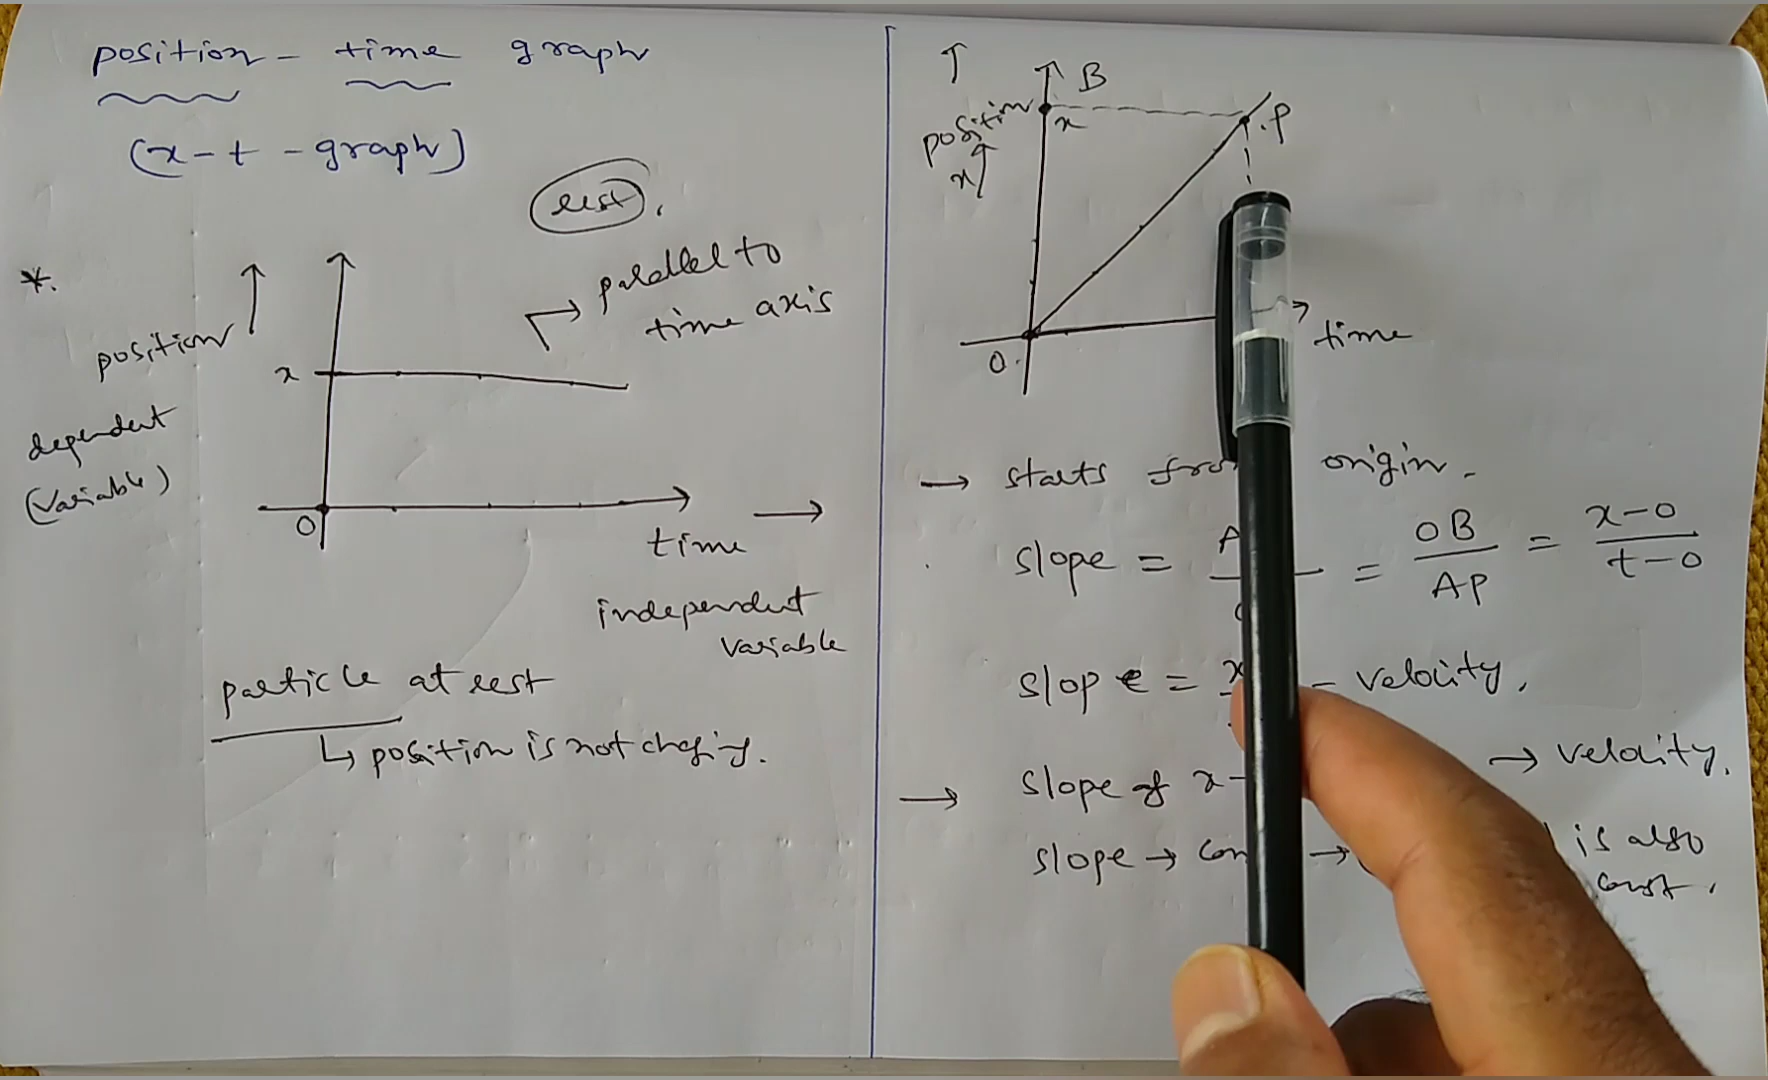 position - time graph
(x-t - graph)
rest.
*.
parallel to
time axis
position
x
dependent
(variable)
O
time
independent
variable
particle at rest
↳ position is not
B
position
x
x
.P
time
O
→ starts origin.
slope = A = OB/AP = x-0/t-0
slope = x = velocity.
→ slope of x- → velocity.
slope → → is also
const.